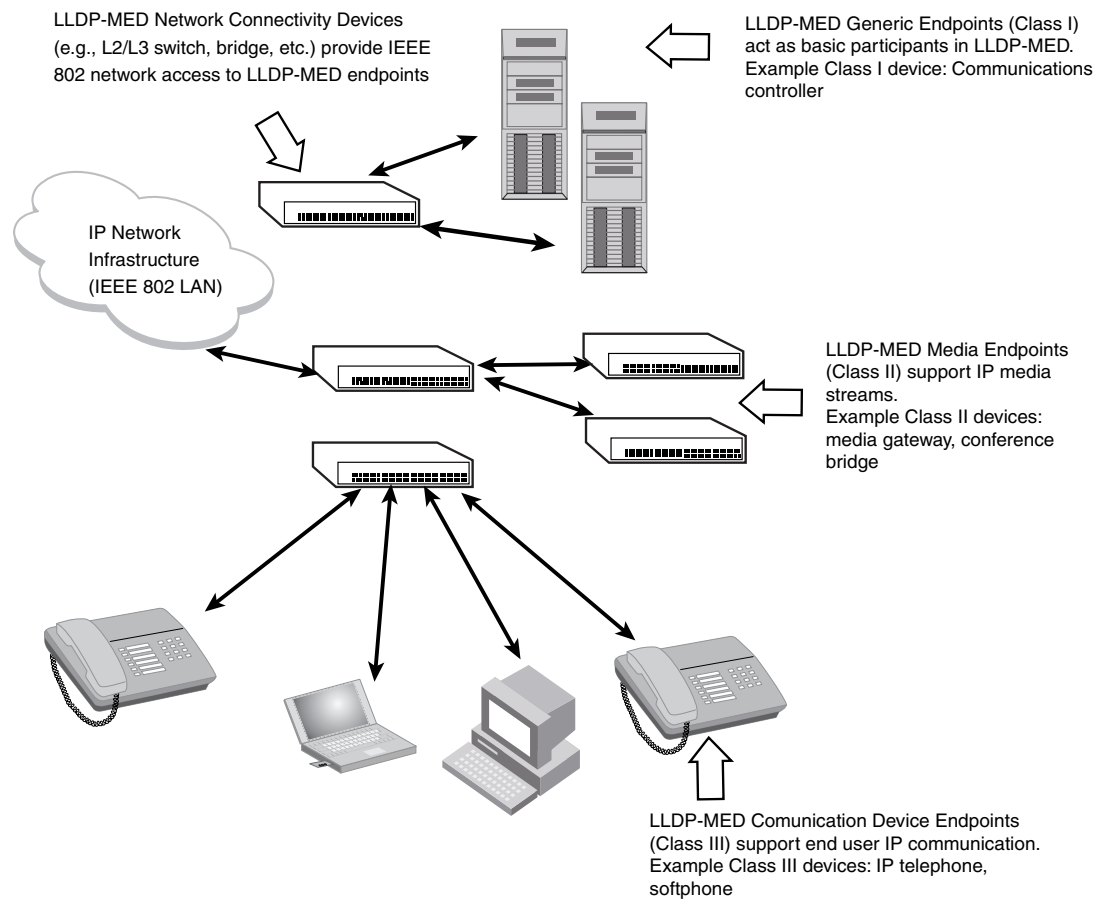 LLDP-MED Network Connectivity Devices
(e.g., L2/L3 switch, bridge, etc.) provide IEEE
802 network access to LLDP-MED endpoints
LLDP-MED Generic Endpoints (Class I)
act as basic participants in LLDP-MED.
Example Class I device: Communications
controller
IP Network
Infrastructure
(IEEE 802 LAN)
LLDP-MED Media Endpoints
(Class II) support IP media
streams.
Example Class II devices:
media gateway, conference
bridge
LLDP-MED Comunication Device Endpoints
(Class III) support end user IP communication.
Example Class III devices: IP telephone,
softphone